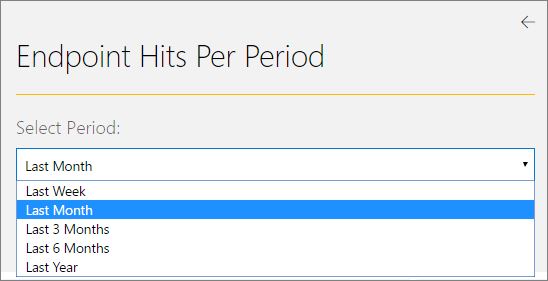 Endpoint Hits Per Period
Select Period:
Last Month
Last Week
Last Month
Last 3 Months
Last 6 Months
Last Year